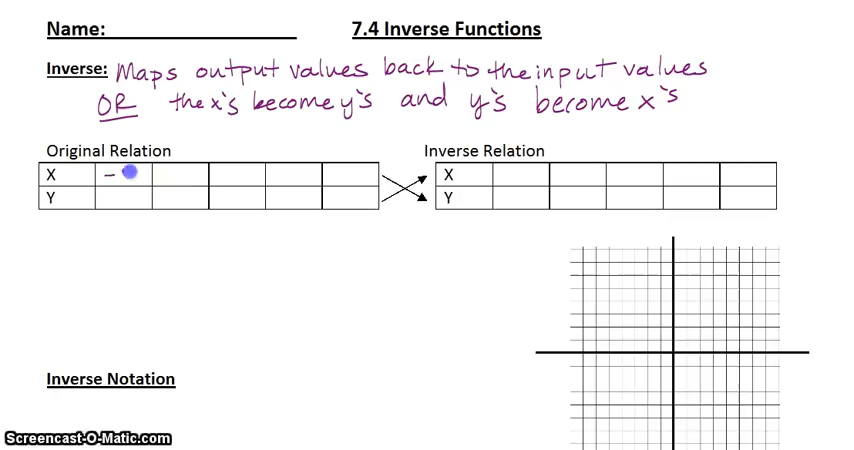 Name: 7.4 Inverse Functions
Inverse: Maps output values back to the input values
OR the x's become y's and y's become x's
Original Relation Inverse Relation
X - X
Y Y
Inverse Notation
Screencast-O-Matic.com